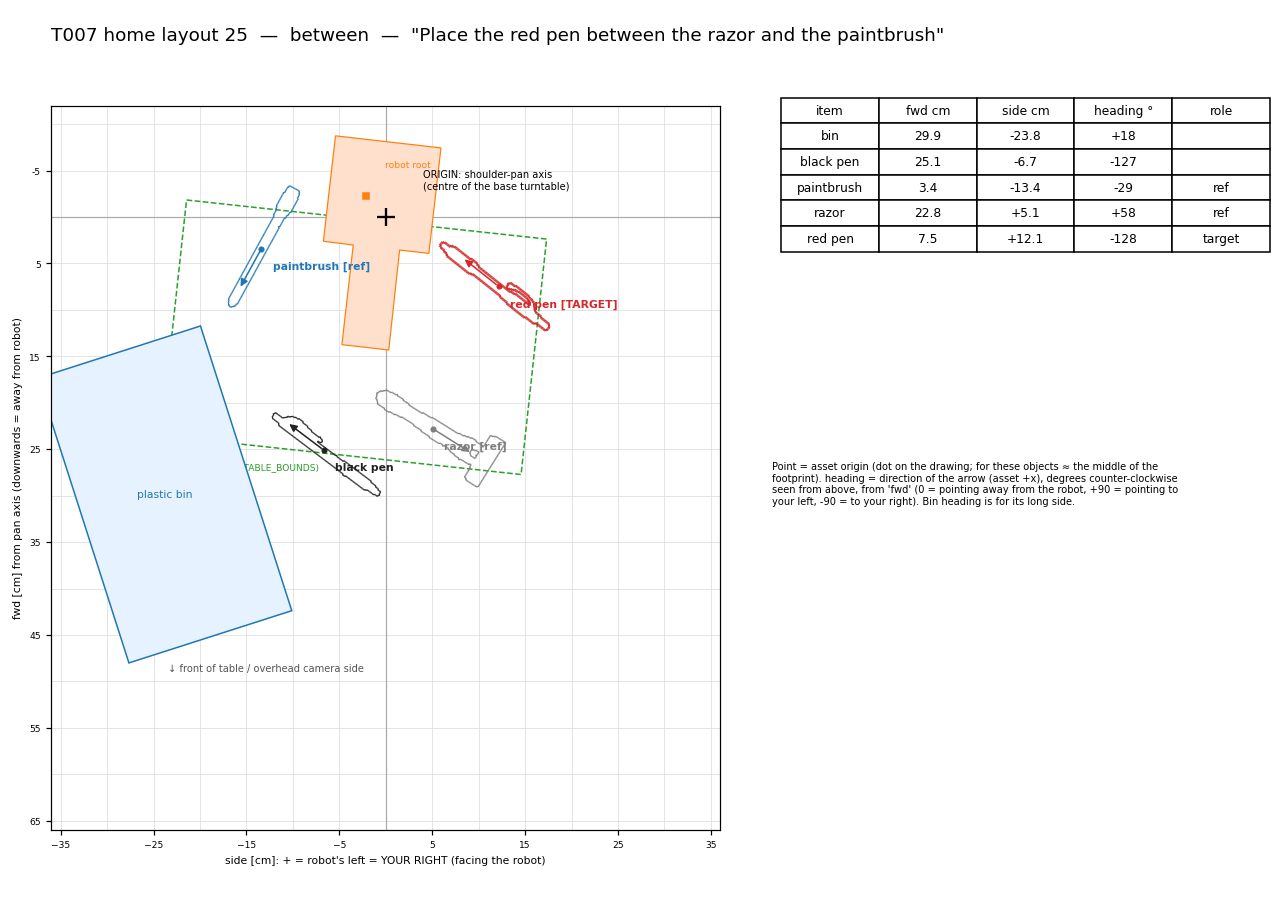 T007 home layout 25 — between — "Place the red pen between the razor and the paintbrush"
item fwd cm side cm heading ° role
bin 29.9 -23.8 +18
black pen 25.1 -6.7 -127
paintbrush 3.4 -13.4 -29 ref
razor 22.8 +5.1 +58 ref
red pen 7.5 +12.1 -128 target
robot root
ORIGIN: shoulder-pan axis
(centre of the base turntable)
paintbrush [ref]
red pen [TARGET]
razor [ref]
black pen
TABLE_BOUNDS)
plastic bin
↓ front of table / overhead camera side
Point = asset origin (dot on the drawing; for these objects ≈ the middle of the
footprint). heading = direction of the arrow (asset +x), degrees counter-clockwise
seen from above, from 'fwd' (0 = pointing away from the robot, +90 = pointing to
your left, -90 = to your right). Bin heading is for its long side.
fwd [cm] from pan axis (downwards = away from robot)
-5
5
15
25
35
45
55
65
−35 −25 −15 −5 5 15 25 35
side [cm]: + = robot's left = YOUR RIGHT (facing the robot)